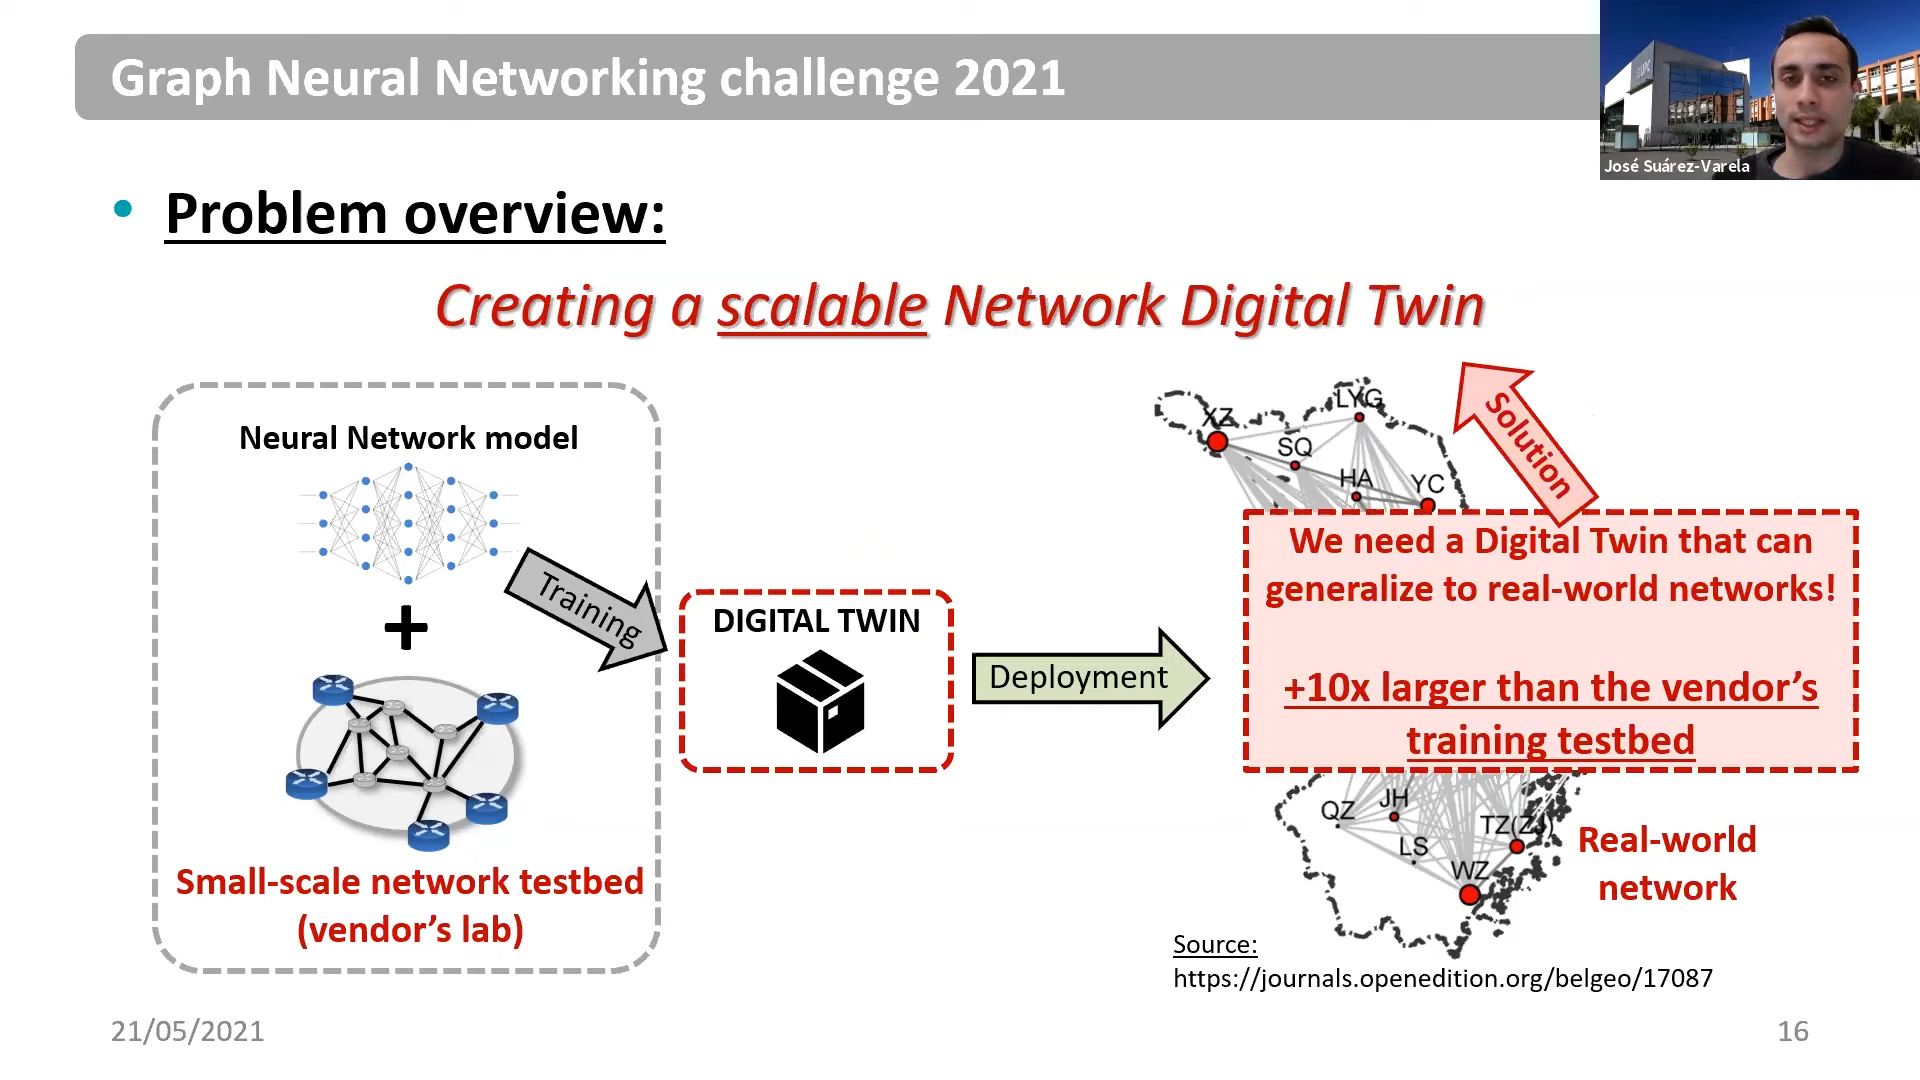 Graph Neural Networking challenge 2021
José Suárez-Varela
• Problem overview:
Creating a scalable Network Digital Twin
Neural Network model
+
Small-scale network testbed
(vendor’s lab)
Training
DIGITAL TWIN
Deployment
XZ
LYG
SQ
HA
YC
Solution
We need a Digital Twin that can
generalize to real-world networks!
+10x larger than the vendor’s
training testbed
QZ
JH
TZ(ZJ)
LS
WZ
Real-world
network
Source:
https://journals.openedition.org/belgeo/17087
21/05/2021
16